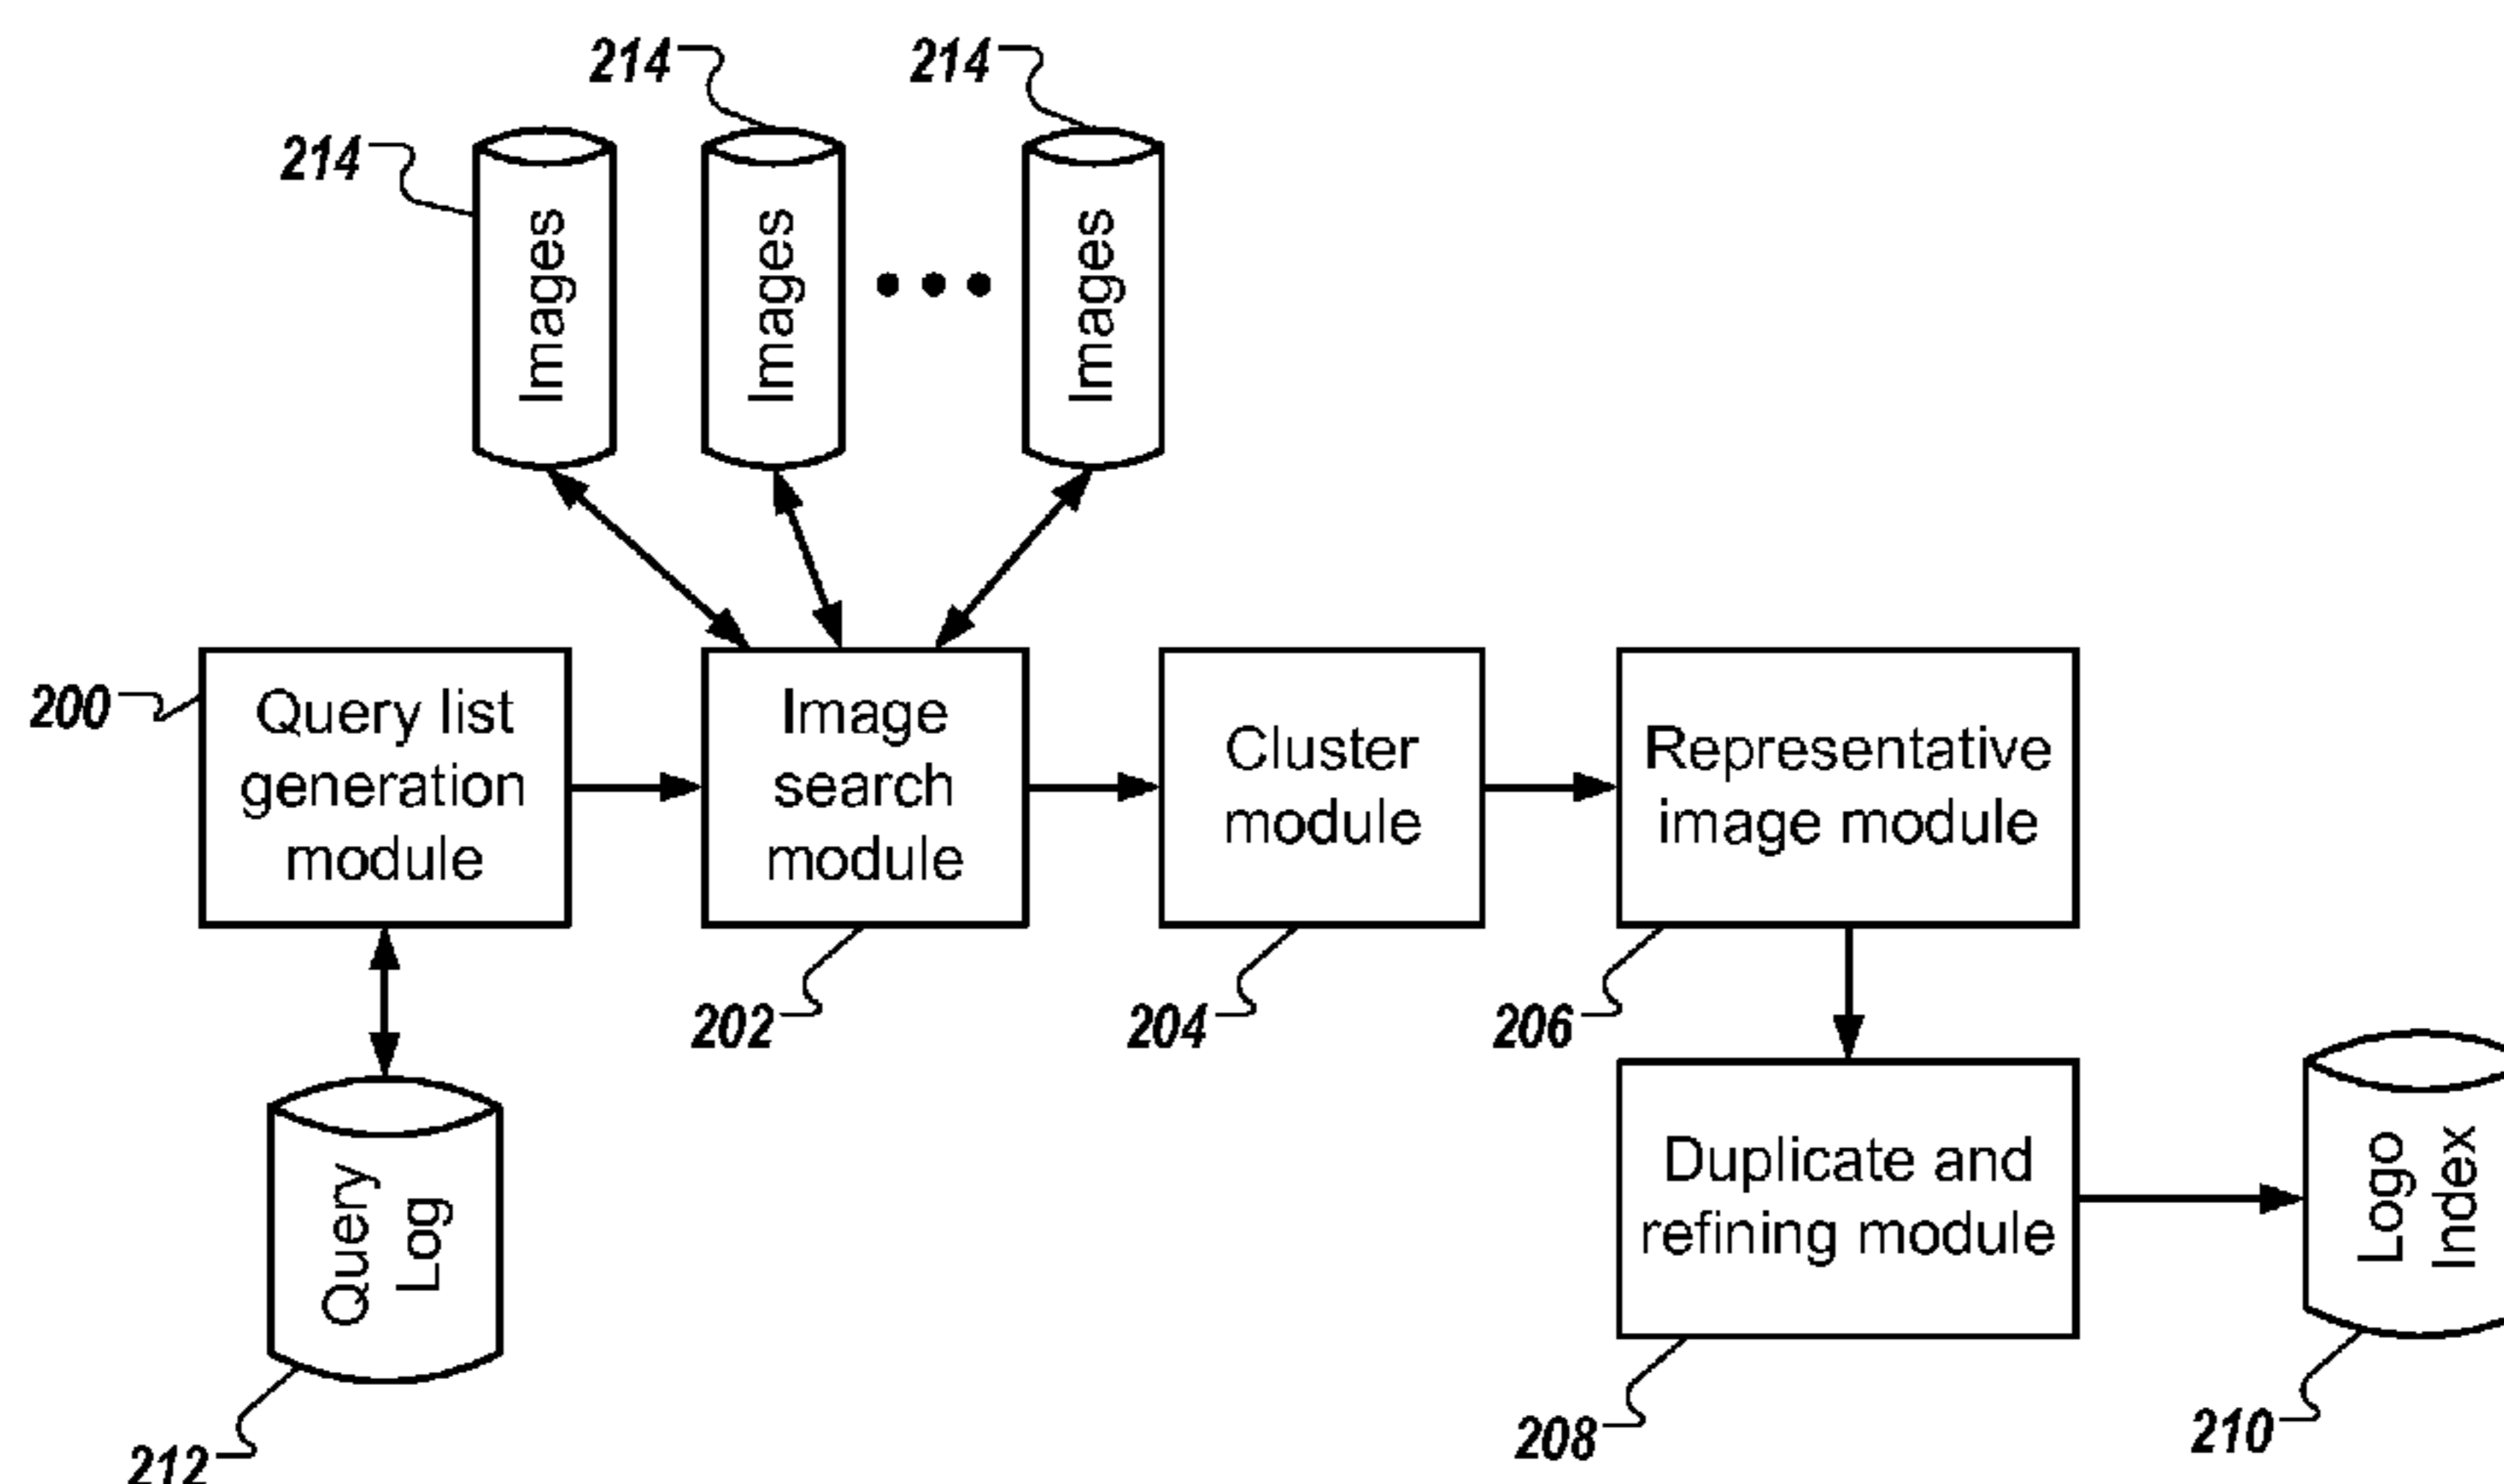 214
214
214
Images
Images
Images
200
Query list
generation
module
Image
search
module
Cluster
module
Representative
image module
202
204
206
Query
Log
Duplicate and
refining module
Logo
Index
212
208
210